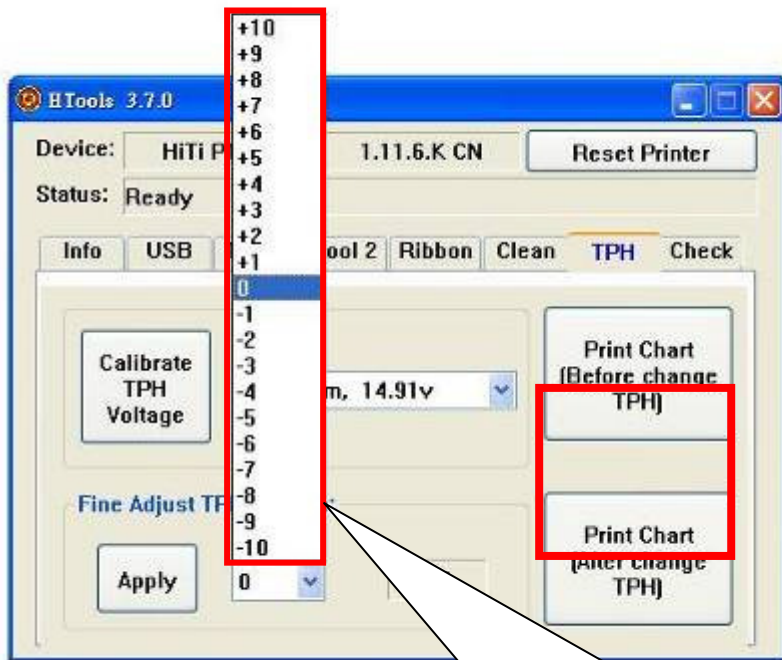 +10
+9
+8
+7
+6
+5
+4
+3
+2
+1
0
-1
-2
-3
-4
-5
-6
-7
-8
-9
-10
HTools 3.7.0
Device: HiTi P 1.11.6.K CN Reset Printer
Status: Ready
Info USB ool 2 Ribbon Clean TPH Check
Calibrate
TPH
Voltage
m, 14.91v
Print Chart
(Before change
TPH)
Fine Adjust TP
Apply
0
Print Chart
(After change
TPH)